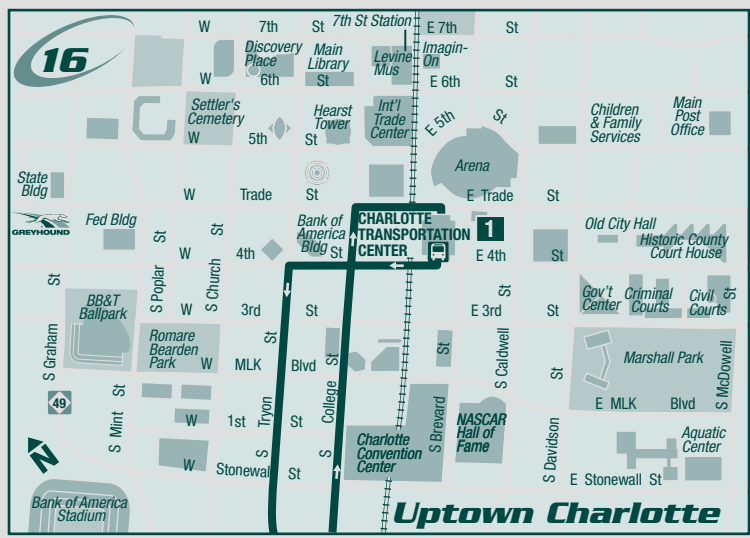 16
W 7th St
7th St Station
E 7th St
Discovery
Place
Main
Library
Levine
Mus
Imagin-
On
W 6th St
E 6th St
Settler's
Cemetery
Hearst
Tower
Int'l
Trade
Center
E 5th St
Children
& Family
Services
Main
Post
Office
W 5th St
Arena
State
Bldg
W Trade St
E Trade St
GREYHOUND
Fed Bldg
S Poplar St
S Church St
Bank of
America
Bldg
CHARLOTTE
TRANSPORTATION
CENTER
1
Old City Hall
Historic County
Court House
W 4th St
E 4th St
BB&T
Ballpark
W 3rd St
E 3rd St
Gov't
Center
Criminal
Courts
Civil
Courts
S Graham St
Romare
Bearden
Park
W MLK Blvd
S Caldwell St
Marshall Park
S McDowell St
E MLK Blvd
49
S Mint St
W 1st St
S Tryon St
S College St
S Brevard St
NASCAR
Hall of
Fame
S Davidson St
N
W Stonewal St
Charlotte
Convention
Center
Aquatic
Center
E Stonewall St
Bank of America
Stadium
Uptown Charlotte